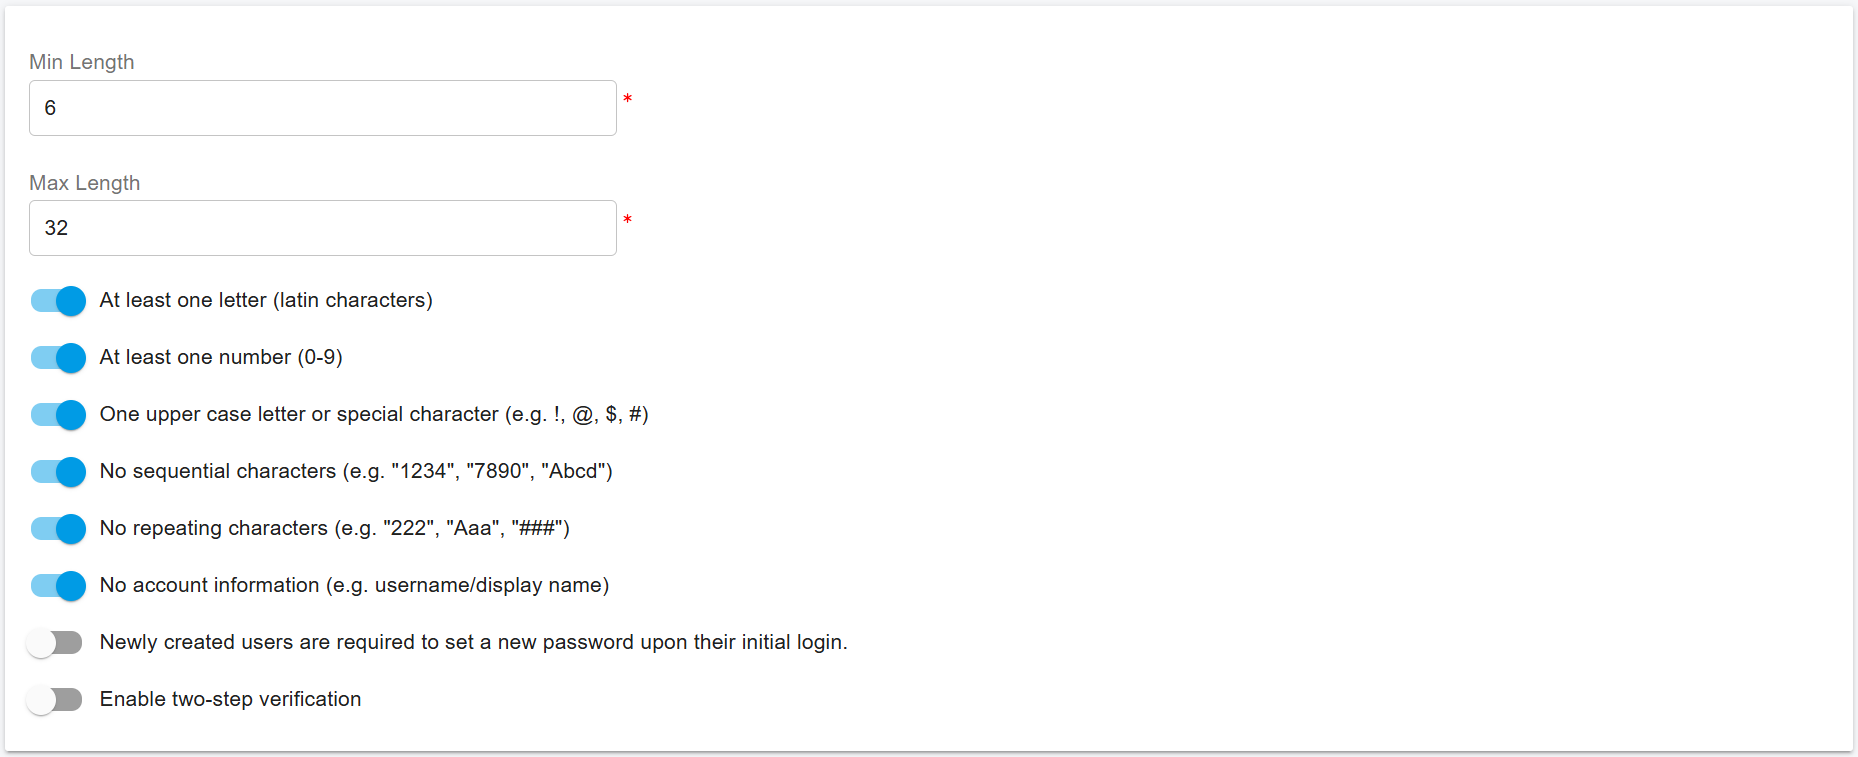 Min Length
6 *
Max Length
32 *
At least one letter (latin characters)
At least one number (0-9)
One upper case letter or special character (e.g. !, @, $, #)
No sequential characters (e.g. "1234", "7890", "Abcd")
No repeating characters (e.g. "222", "Aaa", "###")
No account information (e.g. username/display name)
Newly created users are required to set a new password upon their initial login.
Enable two-step verification